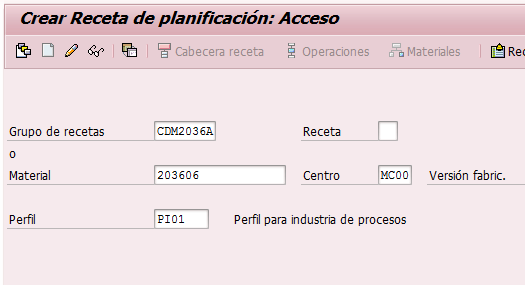 Crear Receta de planificación: Acceso
Cabecera receta Operaciones Materiales Rec
Grupo de recetas CDM2036A Receta
o
Material 203606 Centro MC00 Versión fabric.
Perfil PI01 Perfil para industria de procesos